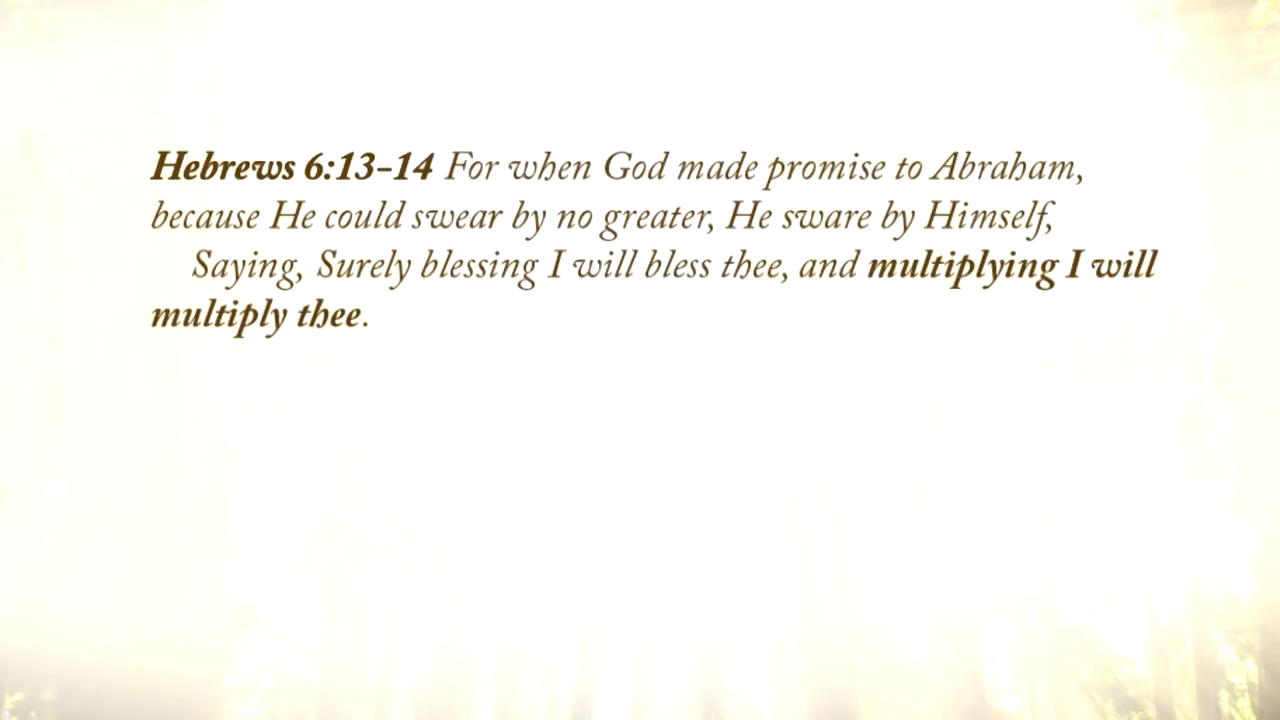 Hebrews 6:13–14 For when God made promise to Abraham,
because He could swear by no greater, He sware by Himself,
Saying, Surely blessing I will bless thee, and multiplying I will
multiply thee.